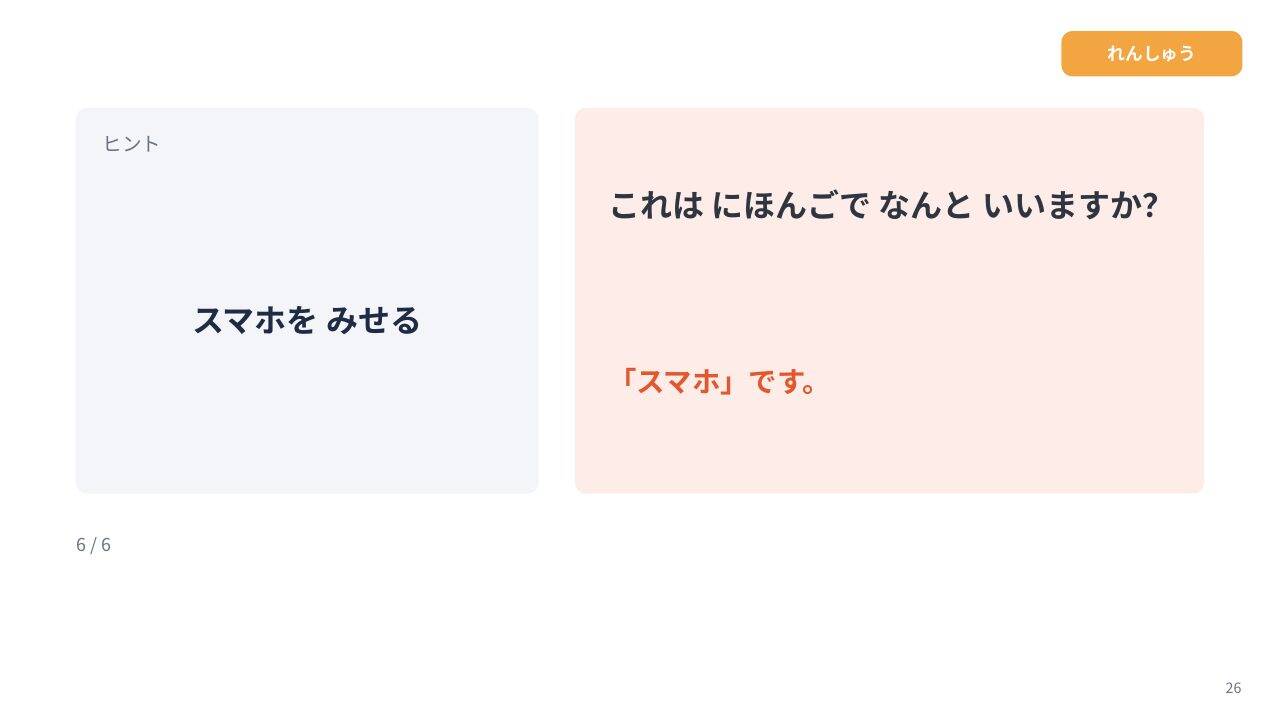 れんしゅう
ヒント
スマホを みせる
これは にほんごで なんと いいますか?
「スマホ」です。
6 / 6
26